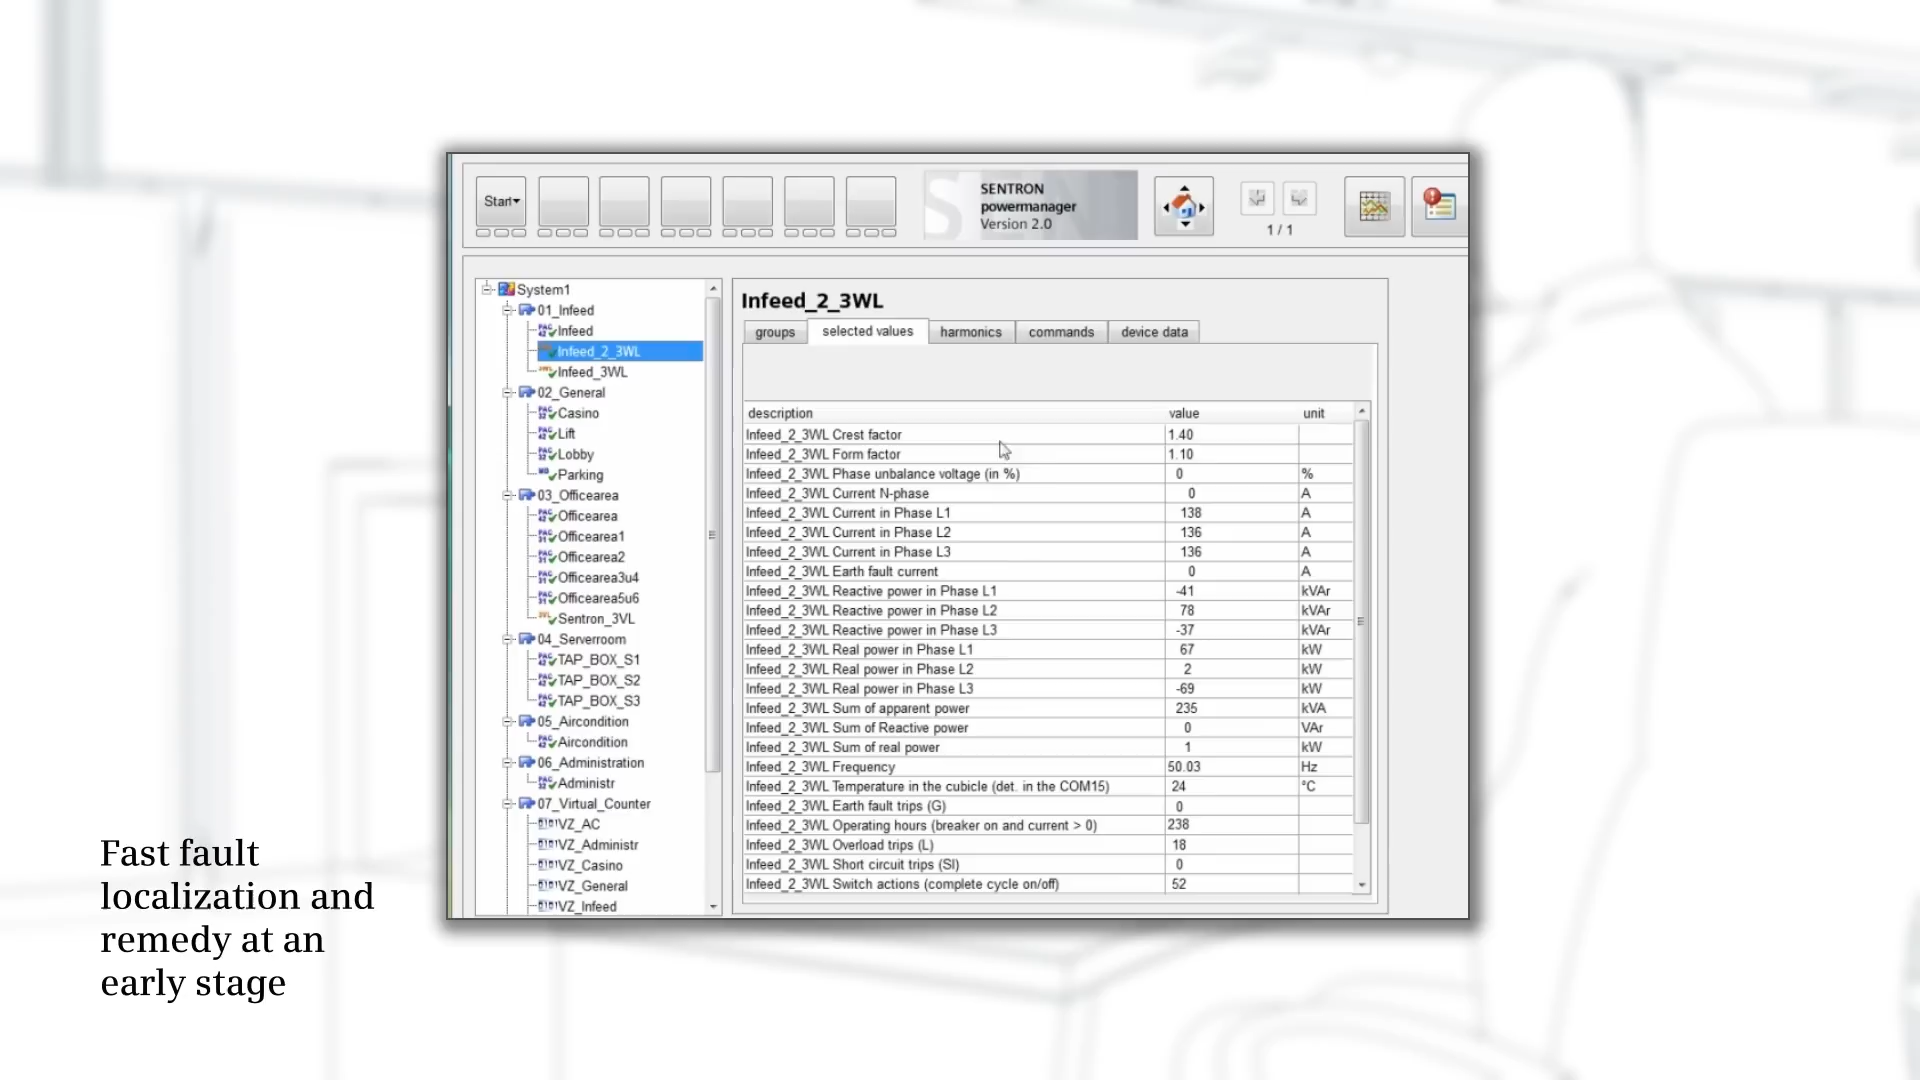 Start
SENTRON
powermanager
Version 2.0
1 / 1
System1
01_Infeed
Infeed
Infeed_2_3WL
Infeed_3WL
02_General
Casino
Lift
Lobby
Parking
03_Officearea
Officearea
Officearea1
Officearea2
Officearea3u4
Officearea5u6
Sentron_3VL
04_Serverroom
TAP_BOX_S1
TAP_BOX_S2
TAP_BOX_S3
05_Aircondition
Aircondition
06_Administration
Administr
07_Virtual_Counter
VZ_AC
VZ_Administr
VZ_Casino
VZ_General
VZ_Infeed
Infeed_2_3WL
groups selected values harmonics commands device data
description value unit
Infeed_2_3WL Crest factor 1.40
Infeed_2_3WL Form factor 1.10
Infeed_2_3WL Phase unbalance voltage (in %) 0 %
Infeed_2_3WL Current N-phase 0 A
Infeed_2_3WL Current in Phase L1 138 A
Infeed_2_3WL Current in Phase L2 136 A
Infeed_2_3WL Current in Phase L3 136 A
Infeed_2_3WL Earth fault current 0 A
Infeed_2_3WL Reactive power in Phase L1 -41 kVAr
Infeed_2_3WL Reactive power in Phase L2 78 kVAr
Infeed_2_3WL Reactive power in Phase L3 -37 kVAr
Infeed_2_3WL Real power in Phase L1 67 kW
Infeed_2_3WL Real power in Phase L2 2 kW
Infeed_2_3WL Real power in Phase L3 -69 kW
Infeed_2_3WL Sum of apparent power 235 kVA
Infeed_2_3WL Sum of Reactive power 0 VAr
Infeed_2_3WL Sum of real power 1 kW
Infeed_2_3WL Frequency 50.03 Hz
Infeed_2_3WL Temperature in the cubicle (det. in the COM15) 24 °C
Infeed_2_3WL Earth fault trips (G) 0
Infeed_2_3WL Operating hours (breaker on and current > 0) 238
Infeed_2_3WL Overload trips (L) 18
Infeed_2_3WL Short circuit trips (SI) 0
Infeed_2_3WL Switch actions (complete cycle on/off) 52
Fast fault
localization and
remedy at an
early stage